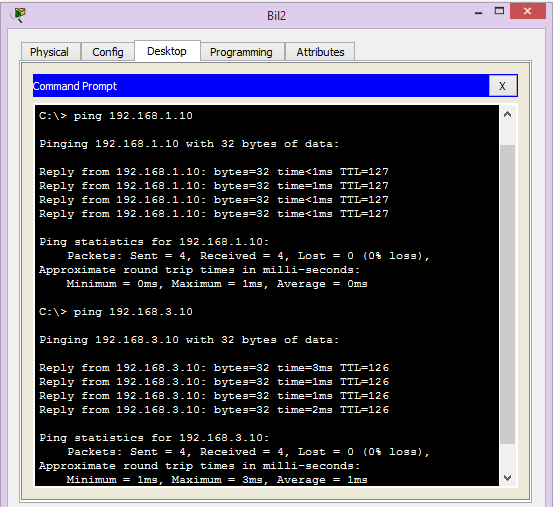 Bil2
Physical Config Desktop Programming Attributes
Command Prompt X
C:\> ping 192.168.1.10
Pinging 192.168.1.10 with 32 bytes of data:
Reply from 192.168.1.10: bytes=32 time<1ms TTL=127
Reply from 192.168.1.10: bytes=32 time=1ms TTL=127
Reply from 192.168.1.10: bytes=32 time<1ms TTL=127
Reply from 192.168.1.10: bytes=32 time<1ms TTL=127
Ping statistics for 192.168.1.10:
Packets: Sent = 4, Received = 4, Lost = 0 (0% loss),
Approximate round trip times in milli-seconds:
Minimum = 0ms, Maximum = 1ms, Average = 0ms
C:\> ping 192.168.3.10
Pinging 192.168.3.10 with 32 bytes of data:
Reply from 192.168.3.10: bytes=32 time=3ms TTL=126
Reply from 192.168.3.10: bytes=32 time=1ms TTL=126
Reply from 192.168.3.10: bytes=32 time=1ms TTL=126
Reply from 192.168.3.10: bytes=32 time=2ms TTL=126
Ping statistics for 192.168.3.10:
Packets: Sent = 4, Received = 4, Lost = 0 (0% loss),
Approximate round trip times in milli-seconds:
Minimum = 1ms, Maximum = 3ms, Average = 1ms